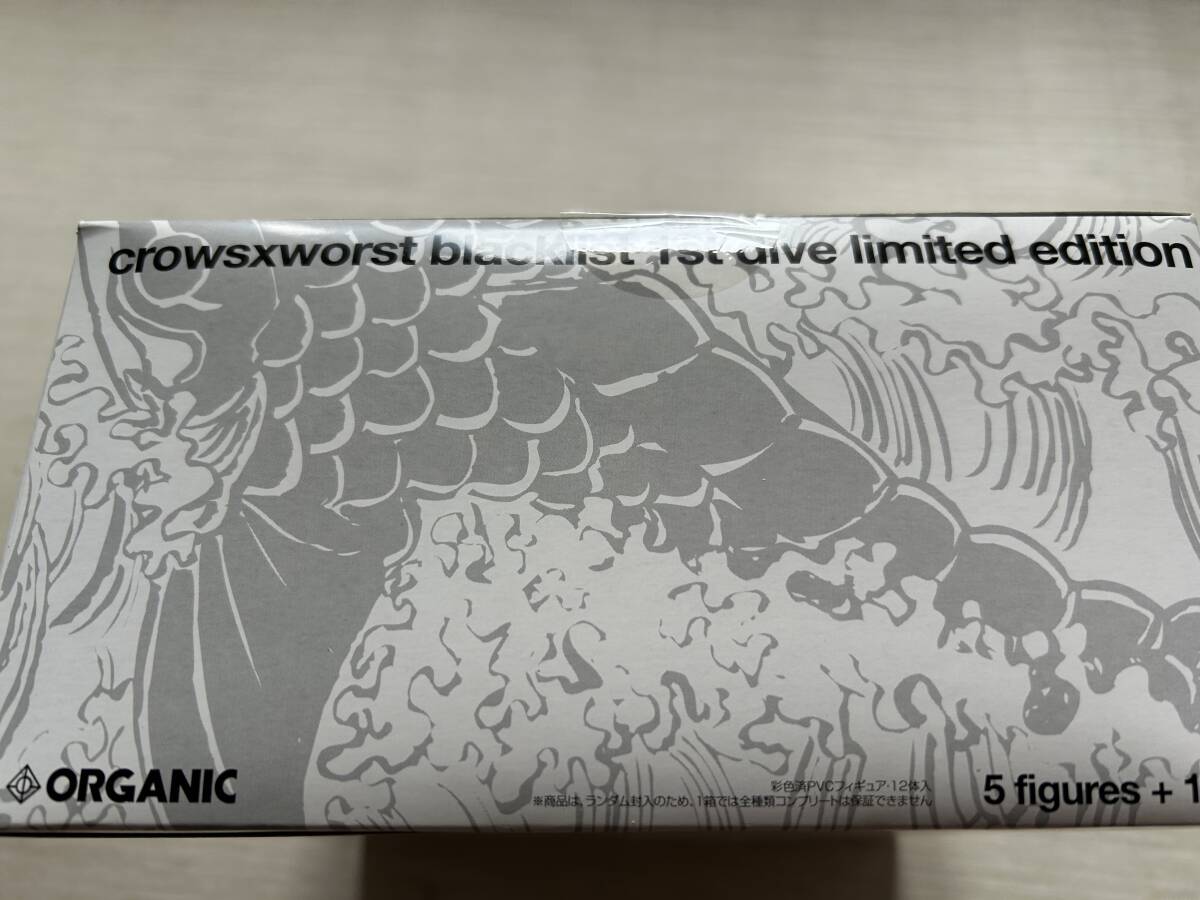 crowsxworst blacklist 1st dive limited edition
ORGANIC
彩色済PVCフィギュア・12体入
※商品は、ランダム封入のため、1箱では全種類コンプリートは保証できません
5 figures + 1